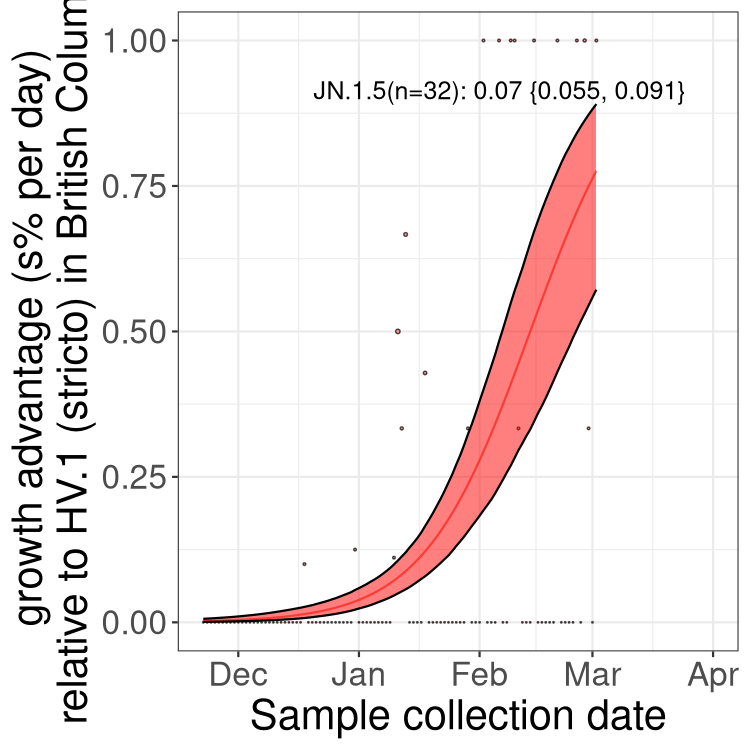 growth advantage (s% per day)
relative to HV.1 (stricto) in British Colum
1.00
0.75
0.50
0.25
0.00
JN.1.5(n=32): 0.07 {0.055, 0.091}
Dec Jan Feb Mar Apr
Sample collection date